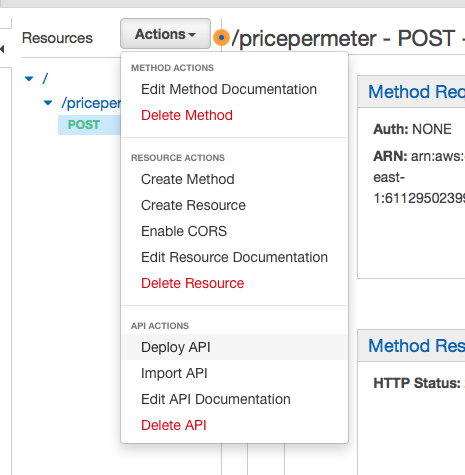 Resources
Actions
/pricepermeter - POST -
/
/priceper
POST
METHOD ACTIONS
Edit Method Documentation
Delete Method
RESOURCE ACTIONS
Create Method
Create Resource
Enable CORS
Edit Resource Documentation
Delete Resource
API ACTIONS
Deploy API
Import API
Edit API Documentation
Delete API
Method Req
Auth: NONE
ARN: arn:aws:
east-
1:61129502399
Method Res
HTTP Status: